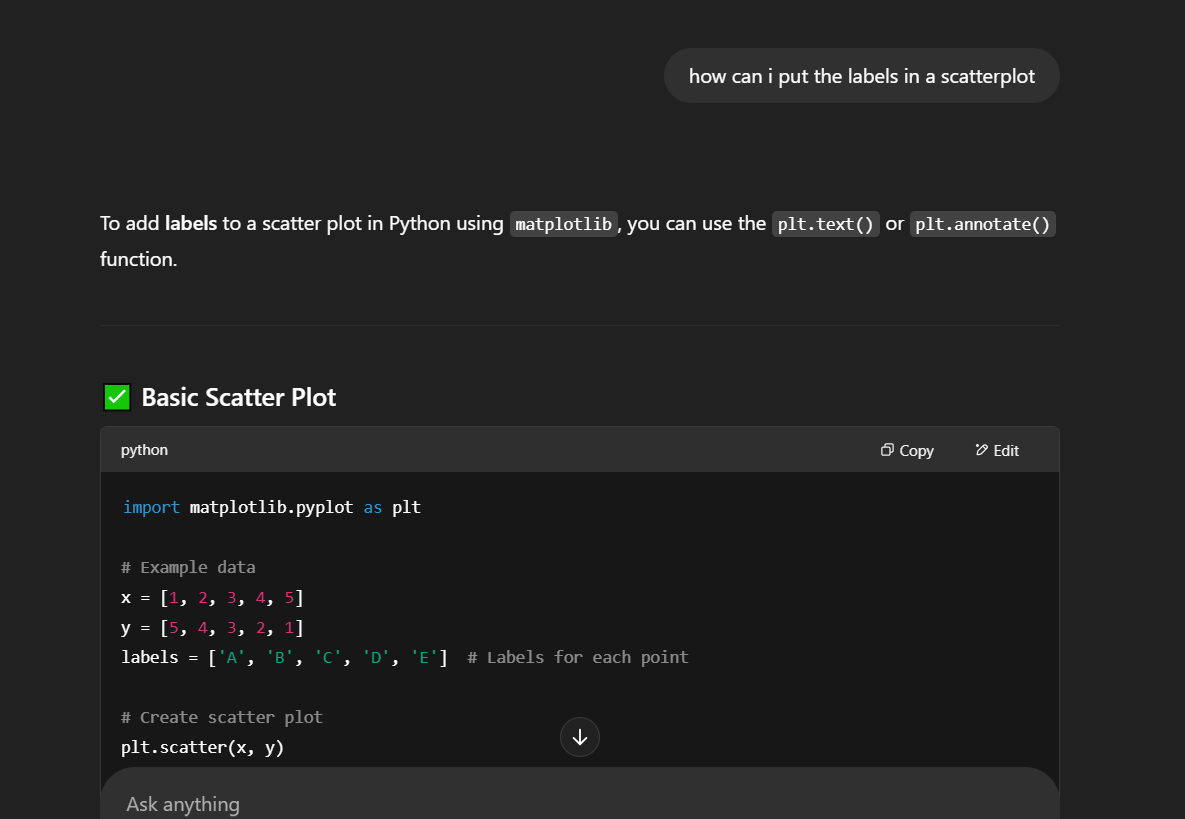 how can i put the labels in a scatterplot
To add labels to a scatter plot in Python using matplotlib, you can use the plt.text() or plt.annotate()
function.
Basic Scatter Plot
python Copy Edit
import matplotlib.pyplot as plt
# Example data
x = [1, 2, 3, 4, 5]
y = [5, 4, 3, 2, 1]
labels = ['A', 'B', 'C', 'D', 'E']  # Labels for each point
# Create scatter plot
plt.scatter(x, y)
Ask anything